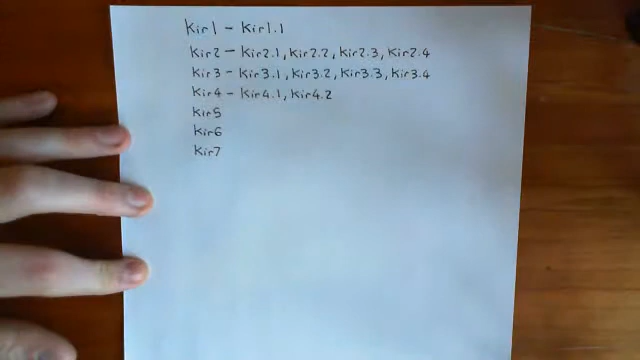 Kir1 - Kir1.1
Kir2 - Kir2.1, Kir2.2, Kir2.3, Kir2.4
Kir3 - Kir3.1, Kir3.2, Kir3.3, Kir3.4
Kir4 - Kir4.1, Kir4.2
Kir5
Kir6
Kir7